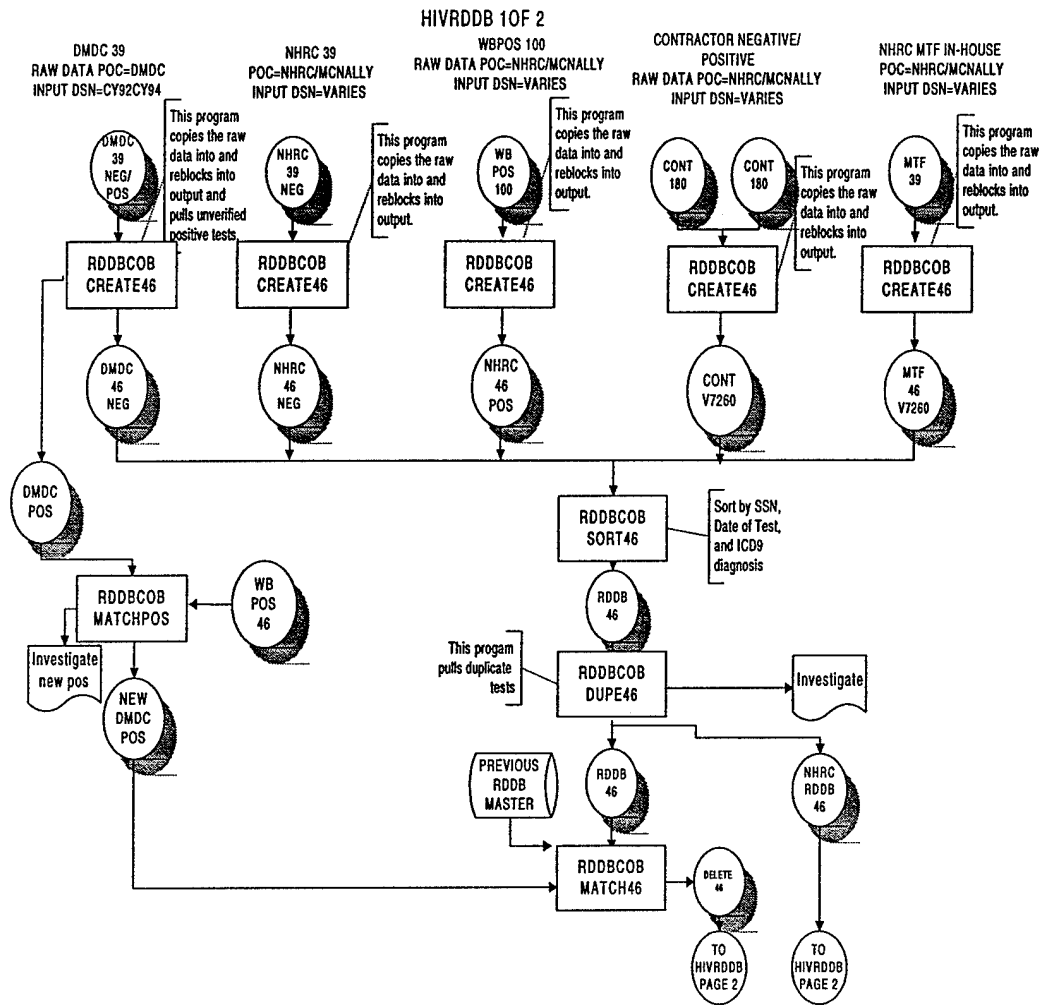 HIVRDDB 1OF 2
DMDC 39
RAW DATA POC=DMDC
INPUT DSN=CY92CY94
NHRC 39
POC=NHRC/MCNALLY
INPUT DSN=VARIES
WBPOS 100
RAW DATA POC=NHRC/MCNALLY
INPUT DSN=VARIES
CONTRACTOR NEGATIVE/
POSITIVE
RAW DATA POC=NHRC/MCNALLY
INPUT DSN=VARIES
NHRC MTF IN-HOUSE
POC=NHRC/MCNALLY
INPUT DSN=VARIES
DMDC
39
NEG/
POS
This program
copies the raw
data into and
reblocks into
output and
pulls unverified
positive tests
NHRC
39
NEG
This program
copies the raw
data into and
reblocks into
output.
WB
POS
100
This program
copies the raw
data into and
reblocks into
output.
CONT
180
CONT
180
This program
copies the raw
data into and
reblocks into
output.
MTF
39
This program
copies the raw
data into and
reblocks into
output.
RDDBCOB
CREATE46
RDDBCOB
CREATE46
RDDBCOB
CREATE46
RDDBCOB
CREATE46
RDDBCOB
CREATE46
DMDC
46
NEG
NHRC
46
NEG
NHRC
46
POS
CONT
V7260
MTF
46
V7260
DMDC
POS
RDDBCOB
SORT46
Sort by SSN,
Date of Test,
and ICD9
diagnosis
RDDBCOB
MATCHPOS
WB
POS
46
RDDB
46
Investigate
new pos
This progam
pulls duplicate
tests
RDDBCOB
DUPE46
Investigate
NEW
DMDC
POS
PREVIOUS
RDDB
MASTER
RDDB
46
NHRC
RDDB
46
RDDBCOB
MATCH46
DELETE
46
TO
HIVRDDB
PAGE 2
TO
HIVRDDB
PAGE 2